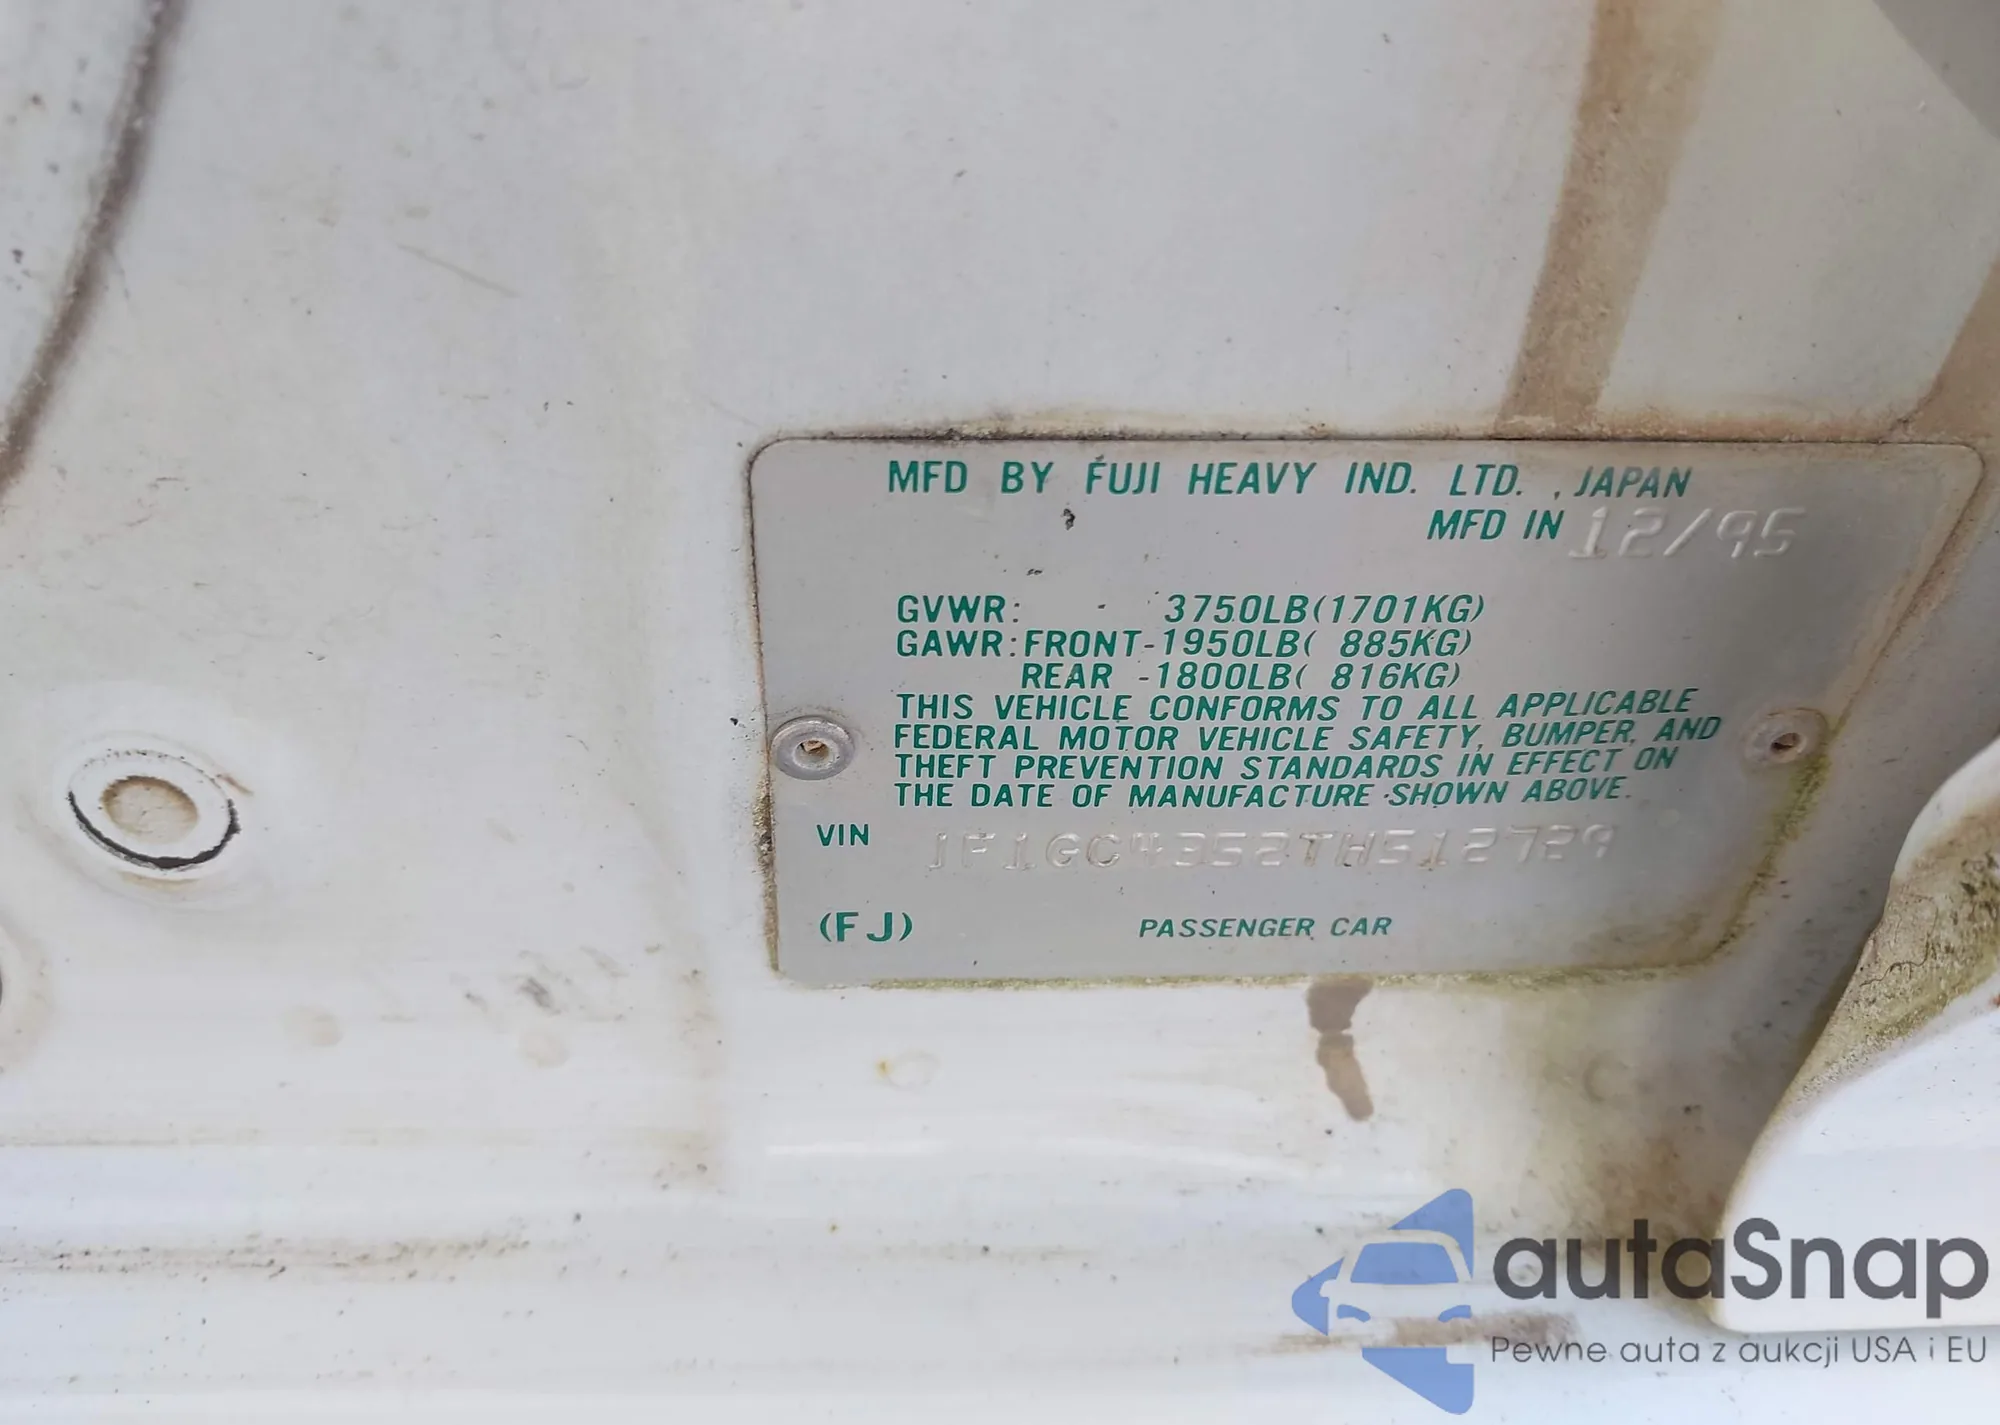 MFD BY FUJI HEAVY IND. LTD. , JAPAN
MFD IN 12/95
GVWR: 3750LB(1701KG)
GAWR: FRONT-1950LB( 885KG)
REAR -1800LB( 816KG)
THIS VEHICLE CONFORMS TO ALL APPLICABLE
FEDERAL MOTOR VEHICLE SAFETY, BUMPER, AND
THEFT PREVENTION STANDARDS IN EFFECT ON
THE DATE OF MANUFACTURE SHOWN ABOVE.
VIN
(FJ) PASSENGER CAR
autaSnap
Pewne auta z aukcji USA i EU